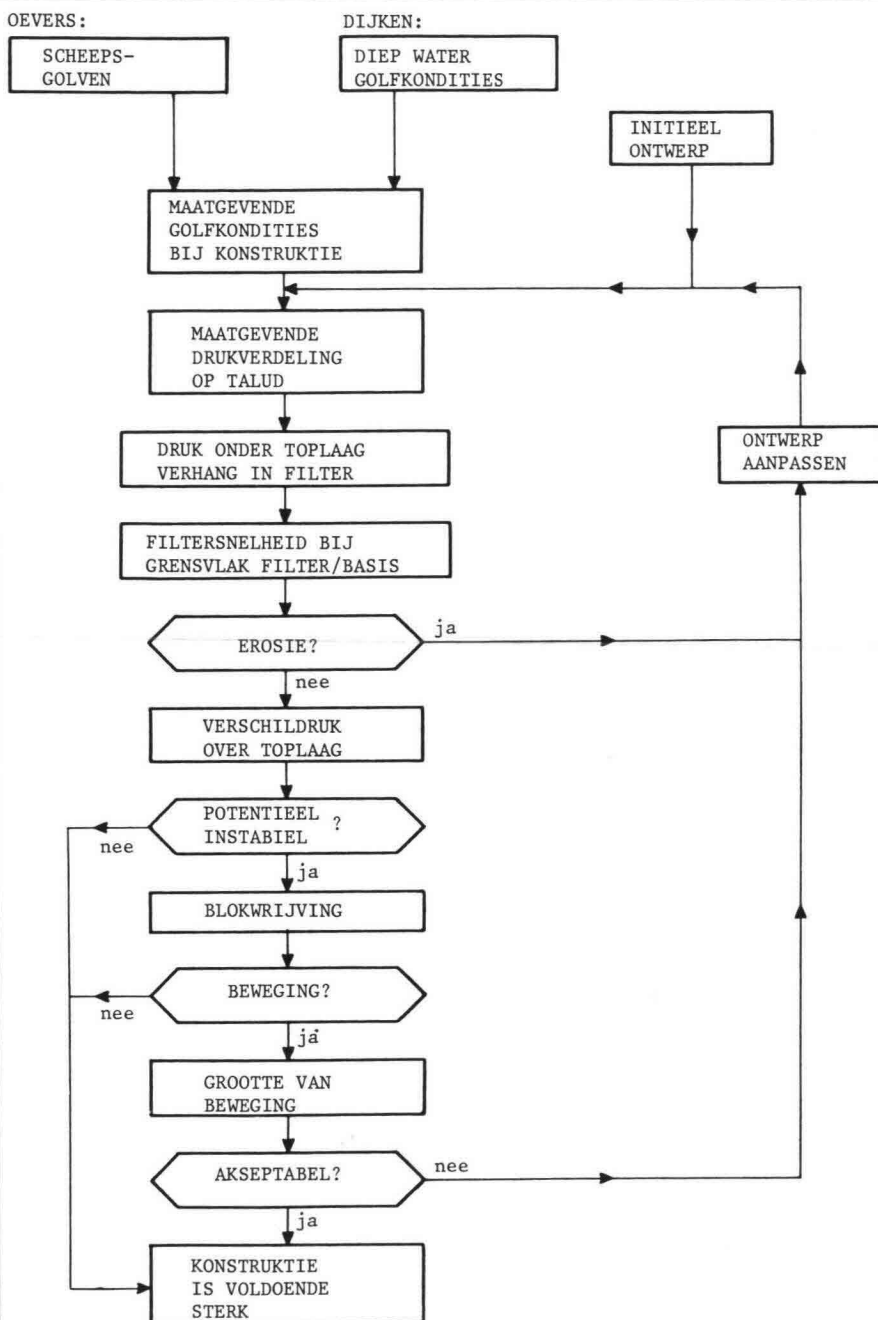 OEVERS:
DIJKEN:
SCHEEPS-
GOLVEN
DIEP WATER
GOLFKONDITIES
INITIEEL
ONTWERP
MAATGEVENDE
GOLFKONDITIES
BIJ KONSTRUKTIE
MAATGEVENDE
DRUKVERDELING
OP TALUD
DRUK ONDER TOPLAAG
VERHANG IN FILTER
ONTWERP
AANPASSEN
FILTERSNELHEID BIJ
GRENSVLAK FILTER/BASIS
EROSIE?
ja
nee
VERSCHILDRUK
OVER TOPLAAG
POTENTIEEL
INSTABIEL ?
nee
ja
BLOKWRIJVING
BEWEGING?
nee
ja
GROOTTE VAN
BEWEGING
AKSEPTABEL?
nee
ja
KONSTRUKTIE
IS VOLDOENDE
STERK